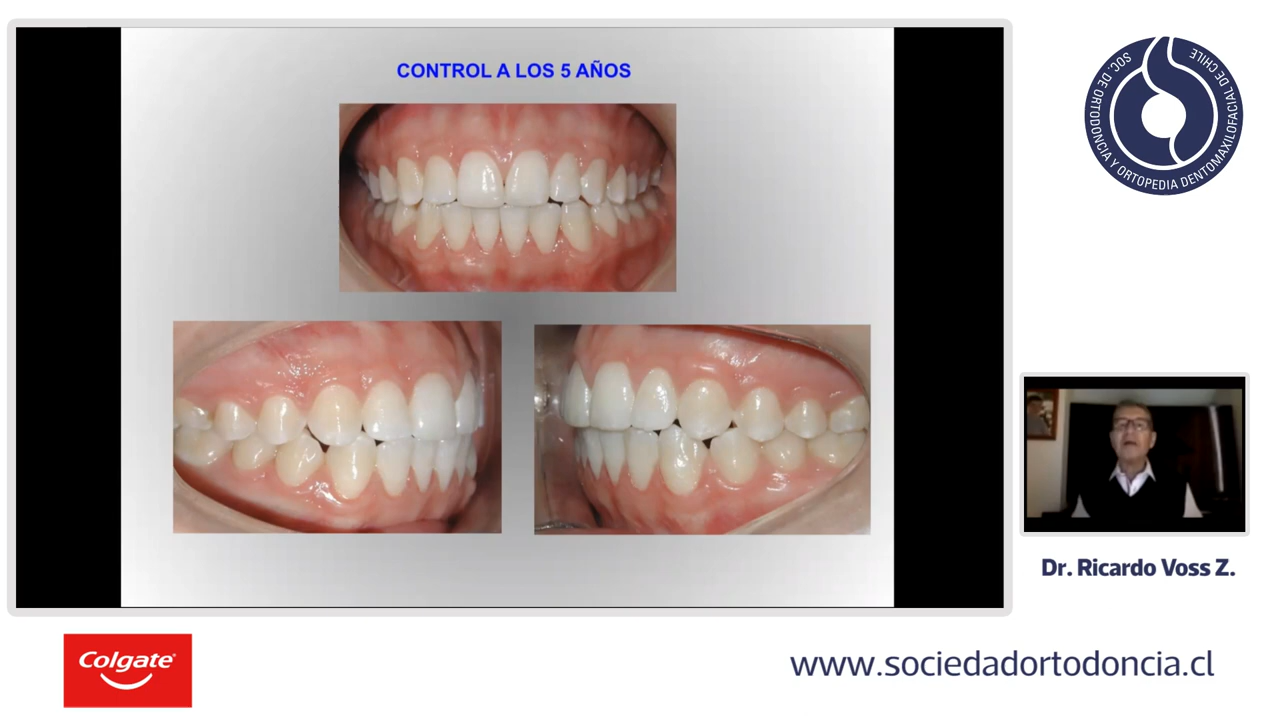 CONTROL A LOS 5 AÑOS
SOC. DE ORTODONCIA Y ORTOPEDIA DENTOMAXILOFACIAL DE CHILE
Dr. Ricardo Voss Z.
Colgate®
www.sociedadortodoncia.cl